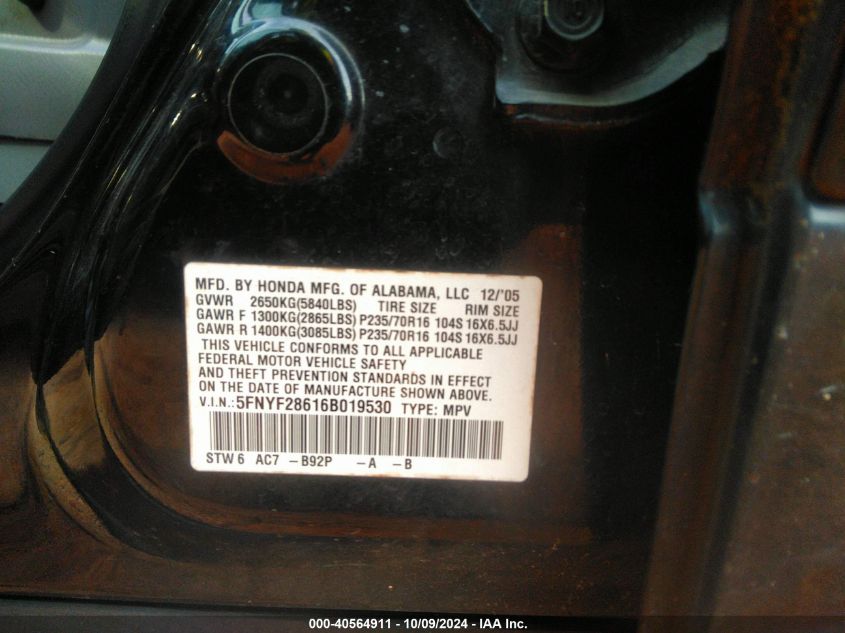 MFD. BY HONDA MFG. OF ALABAMA, LLC 12/'05
GVWR 2650KG(5840LBS) TIRE SIZE RIM SIZE
GAWR F 1300KG(2865LBS) P235/70R16 104S 16X6.5JJ
GAWR R 1400KG(3085LBS) P235/70R16 104S 16X6.5JJ
THIS VEHICLE CONFORMS TO ALL APPLICABLE
FEDERAL MOTOR VEHICLE SAFETY
AND THEFT PREVENTION STANDARDS IN EFFECT
ON THE DATE OF MANUFACTURE SHOWN ABOVE.
V.I.N.: 5FNYF28616B019530 TYPE: MPV
STW6 AC7 -B92P -A -B
000-40564911 - 10/09/2024 - IAA Inc.